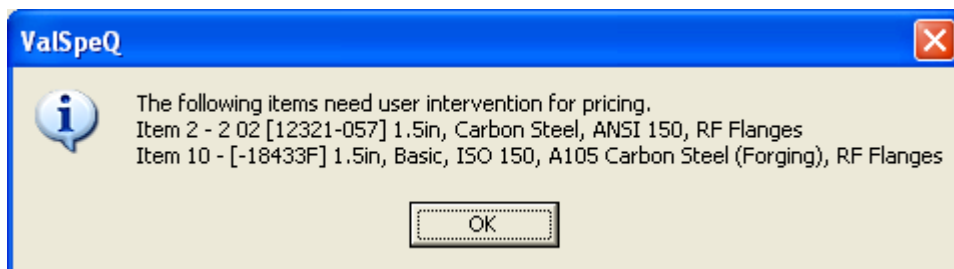 ValSpeQ
The following items need user intervention for pricing.
Item 2 - 2 02 [12321-057] 1.5in, Carbon Steel, ANSI 150, RF Flanges
Item 10 - [-18433F] 1.5in, Basic, ISO 150, A105 Carbon Steel (Forging), RF Flanges
OK